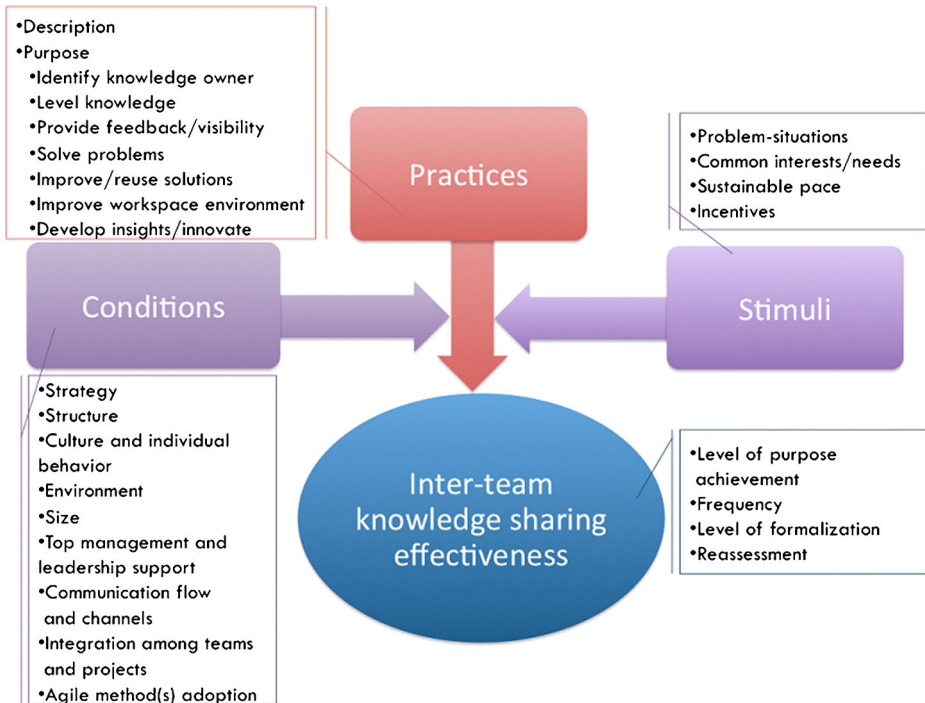 •Description
•Purpose
•Identify knowledge owner
•Level knowledge
•Provide feedback/visibility
•Solve problems
•Improve/reuse solutions
•Improve workspace environment
•Develop insights/innovate
Practices
•Problem-situations
•Common interests/needs
•Sustainable pace
•Incentives
Conditions
Stimuli
•Strategy
•Structure
•Culture and individual
behavior
•Environment
•Size
•Top management and
leadership support
•Communication flow
and channels
•Integration among teams
and projects
•Agile method(s) adoption
Inter-team
knowledge sharing
effectiveness
•Level of purpose
achievement
•Frequency
•Level of formalization
•Reassessment